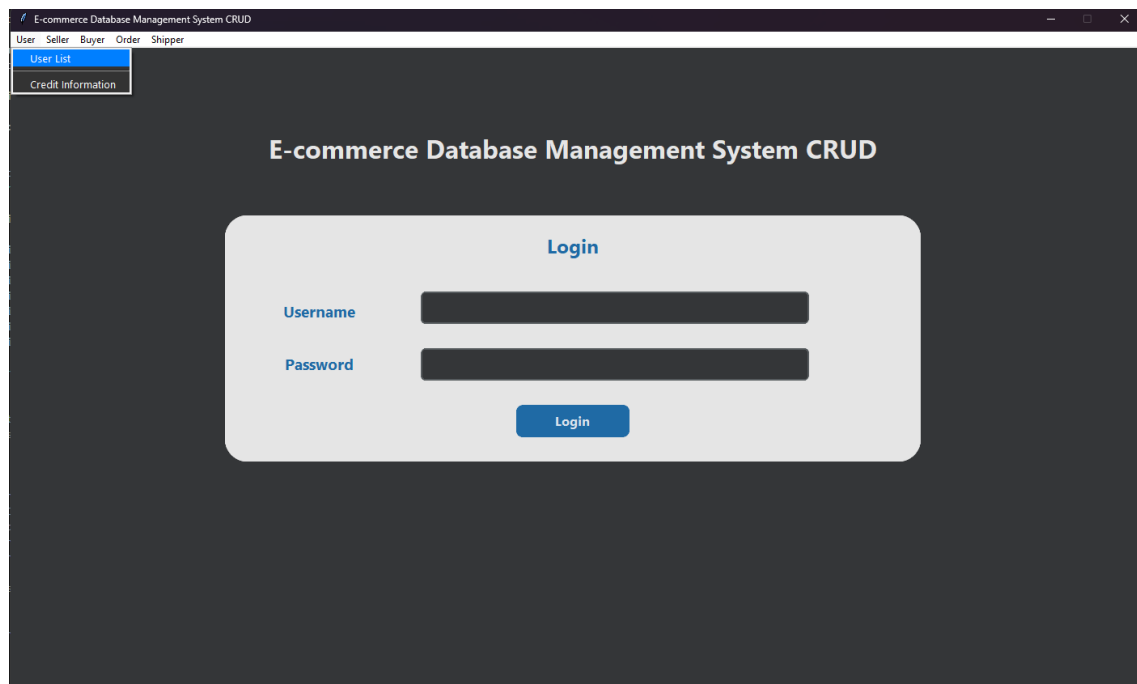 E-commerce Database Management System CRUD
User Seller Buyer Order Shipper
User List
Credit Information
E-commerce Database Management System CRUD
Login
Username
Password
Login